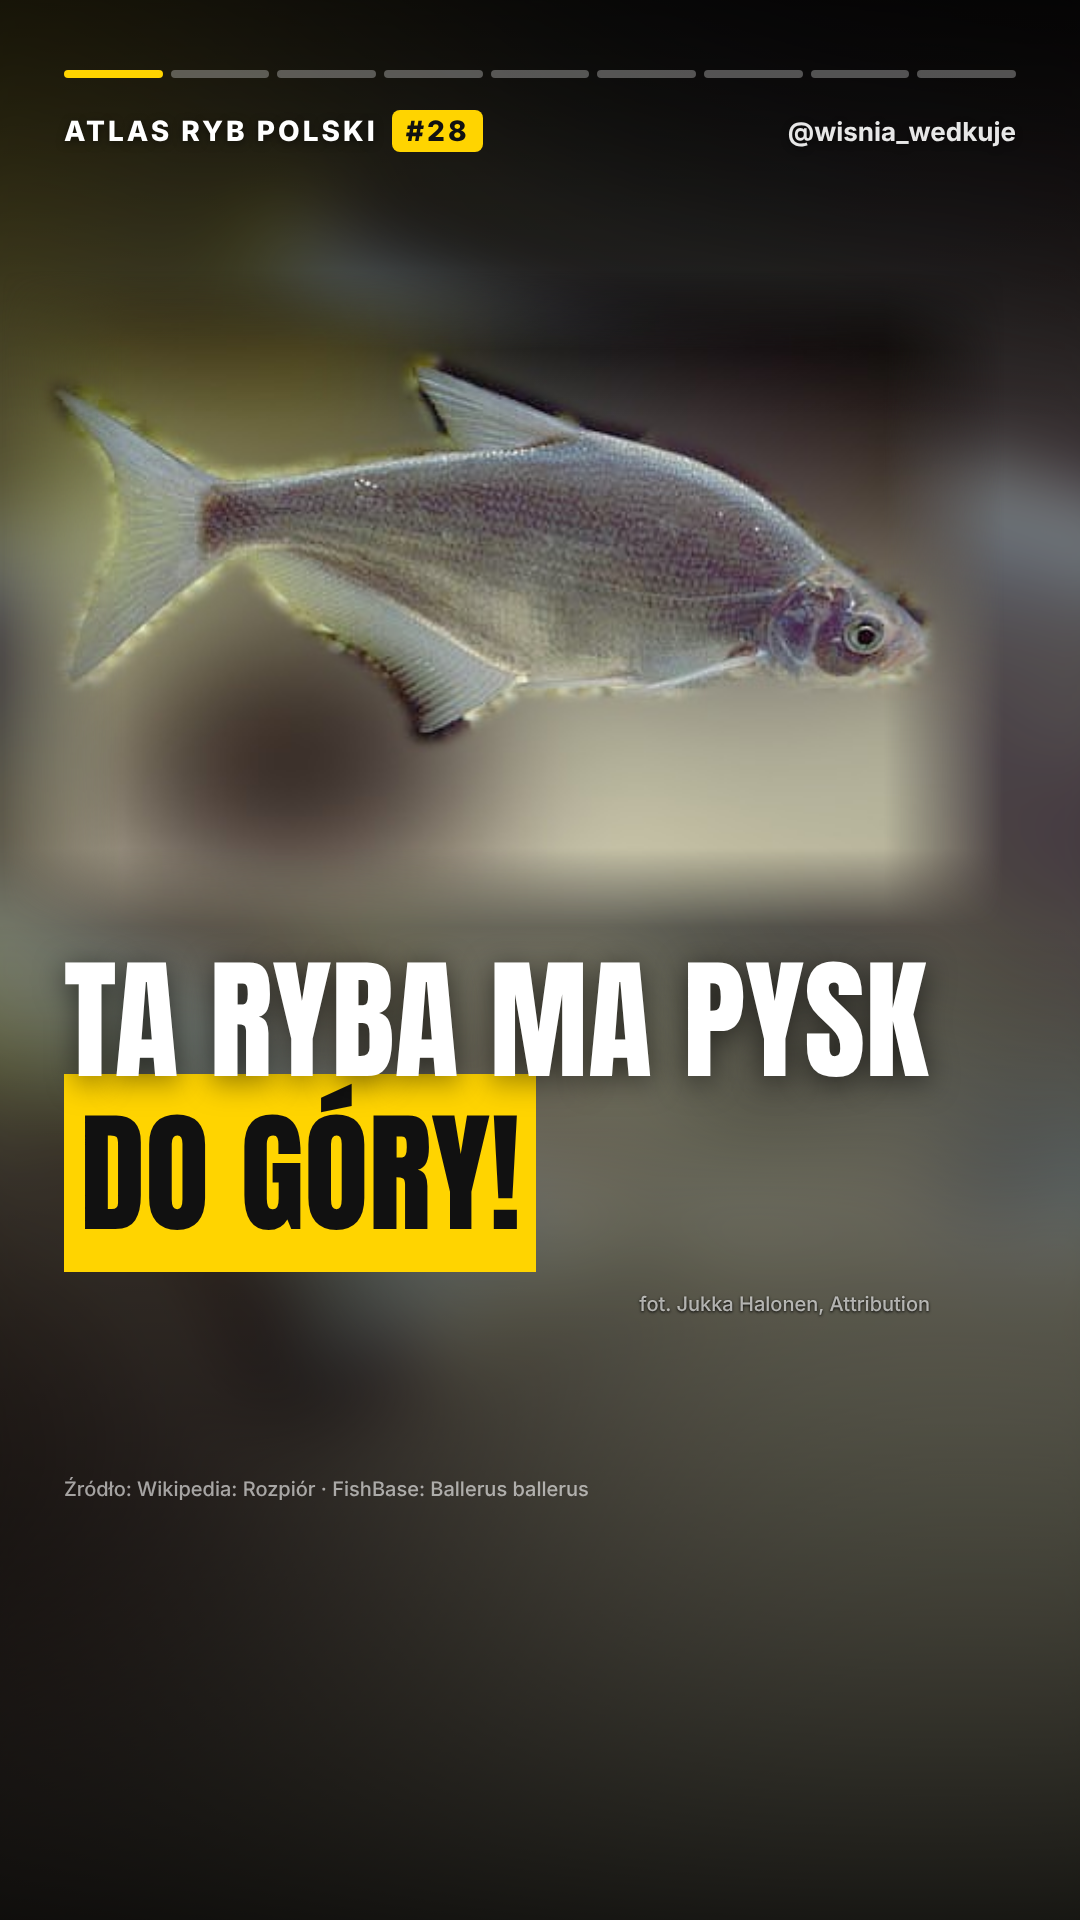 ATLAS RYB POLSKI #28
@wisnia_wedkuje
TA RYBA MA PYSK
DO GÓRY!
fot. Jukka Halonen, Attribution
Źródło: Wikipedia: Rozpiór · FishBase: Ballerus ballerus